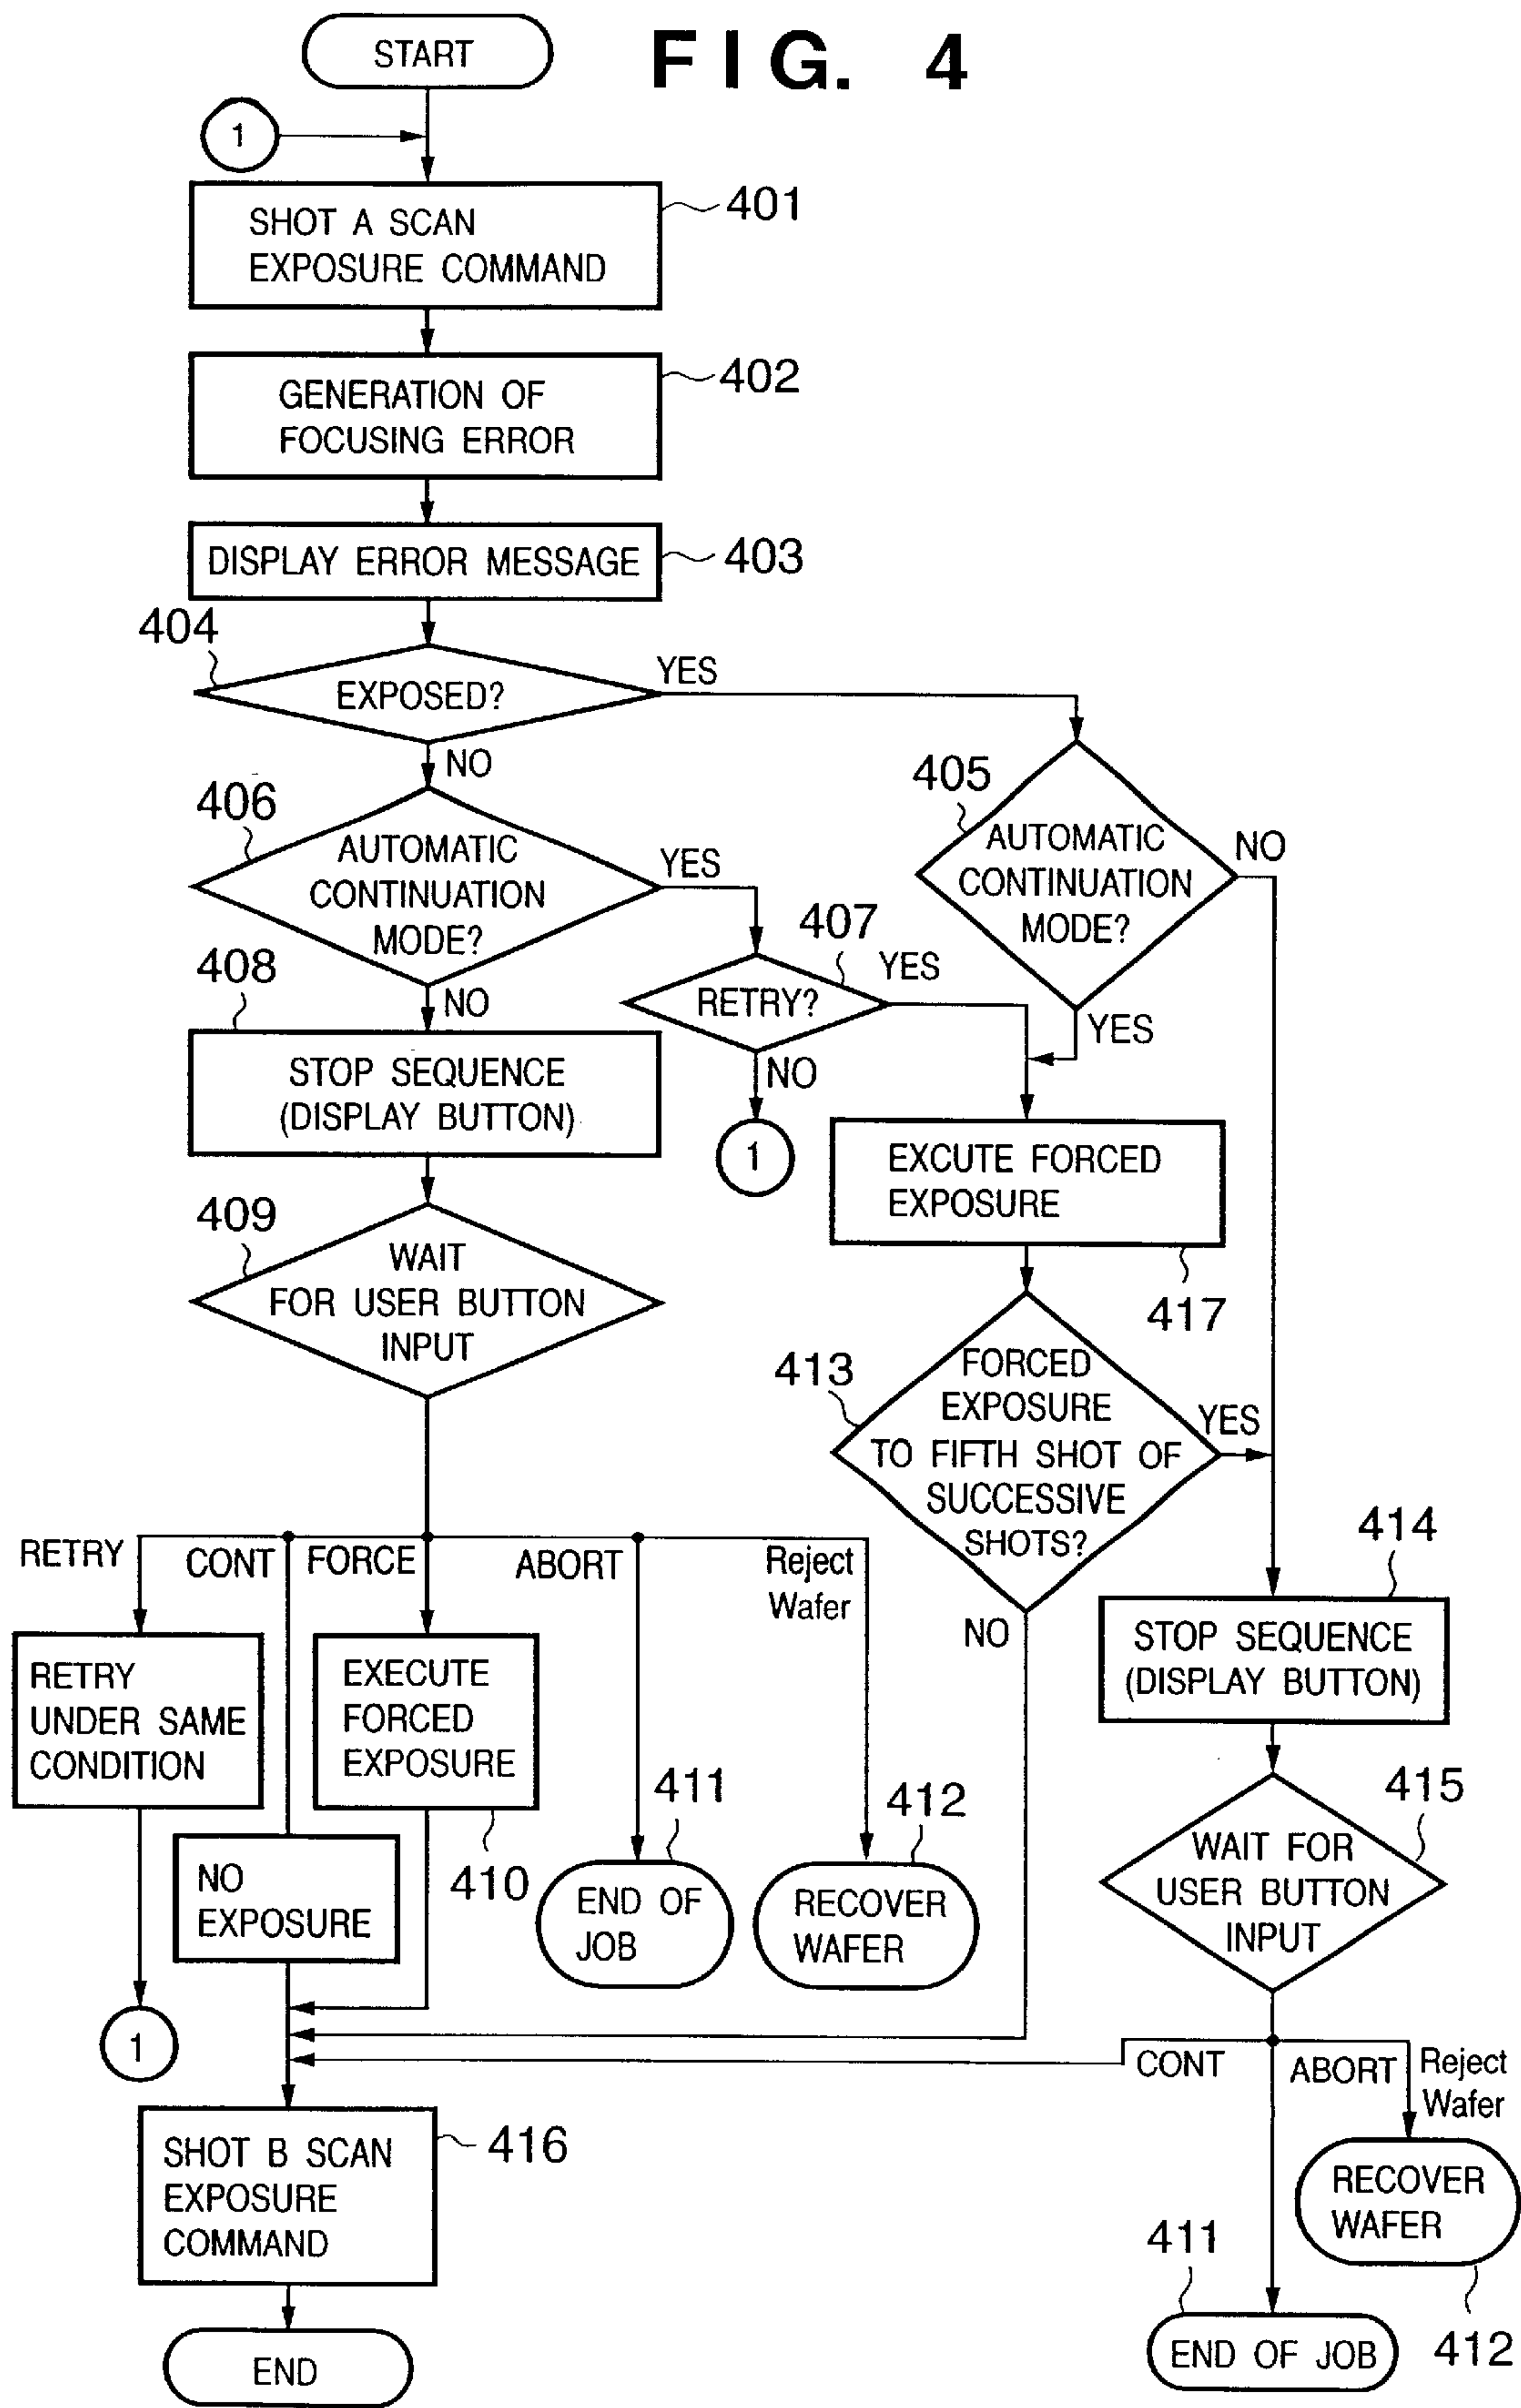 FIG. 4
START
1
SHOT A SCAN
EXPOSURE COMMAND
401
GENERATION OF
FOCUSING ERROR
402
DISPLAY ERROR MESSAGE
403
404
EXPOSED?
YES
NO
405
AUTOMATIC
CONTINUATION
MODE?
NO
YES
406
AUTOMATIC
CONTINUATION
MODE?
YES
NO
407
RETRY?
YES
NO
1
408
STOP SEQUENCE
(DISPLAY BUTTON)
EXCUTE FORCED
EXPOSURE
417
409
WAIT
FOR USER BUTTON
INPUT
413
FORCED
EXPOSURE
TO FIFTH SHOT OF
SUCCESSIVE
SHOTS?
YES
NO
RETRY
CONT
FORCE
ABORT
Reject
Wafer
414
STOP SEQUENCE
(DISPLAY BUTTON)
RETRY
UNDER SAME
CONDITION
EXECUTE
FORCED
EXPOSURE
410
NO
EXPOSURE
411
END OF
JOB
412
RECOVER
WAFER
415
WAIT FOR
USER BUTTON
INPUT
1
CONT
ABORT
Reject
Wafer
SHOT B SCAN
EXPOSURE
COMMAND
416
RECOVER
WAFER
412
411
END OF JOB
END